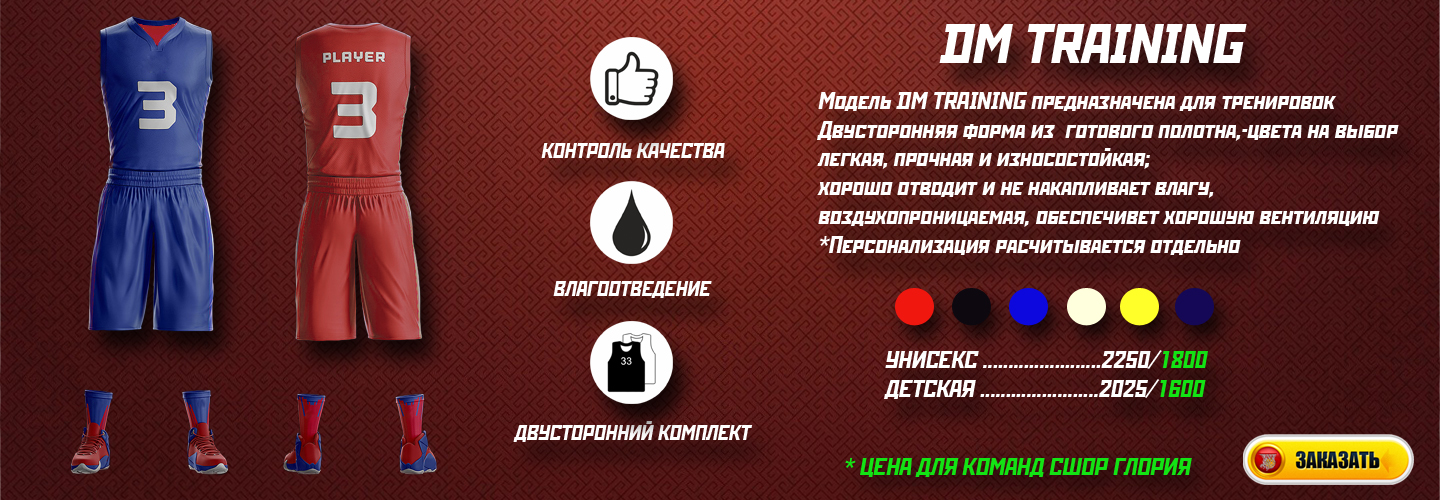 PLAYER
3
3
КОНТРОЛЬ КАЧЕСТВА
ВЛАГООТВЕДЕНИЕ
33
ДВУСТОРОННИЙ КОМПЛЕКТ
DM TRAINING
Модель DM TRAINING предназначена для тренировок
Двусторонняя форма из готового полотна,-цвета на выбор
легкая, прочная и износостойкая;
хорошо отводит и не накапливает влагу,
воздухопроницаемая, обеспечивет хорошую вентиляцию
*Персонализация расчитывается отдельно
УНИСЕКС .......................2250/1800
ДЕТСКАЯ .......................2025/1600
* ЦЕНА ДЛЯ КОМАНД СШОР ГЛОРИЯ
ЗАКАЗАТЬ